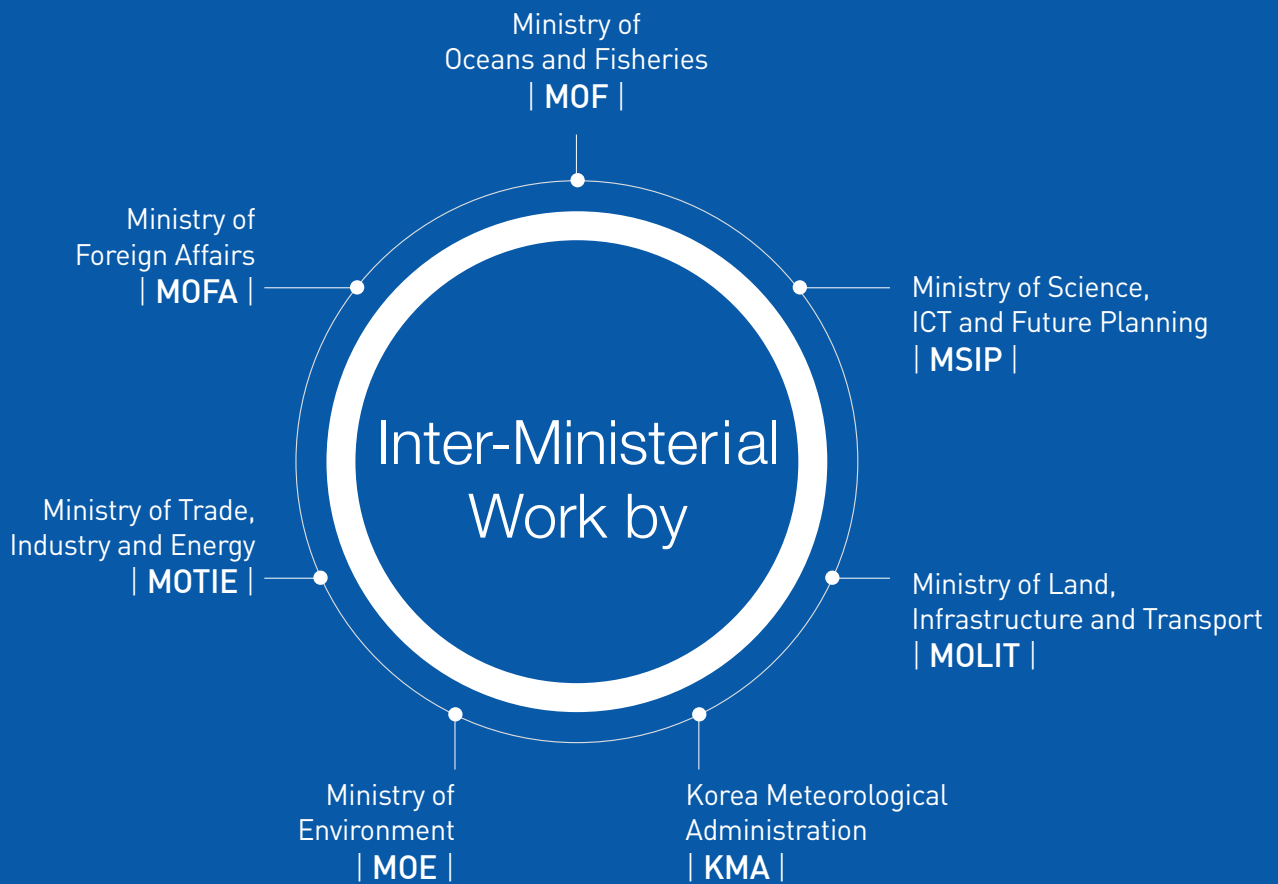 Ministry of
Oceans and Fisheries
| MOF |
Ministry of
Foreign Affairs
| MOFA |
Ministry of Science,
ICT and Future Planning
| MSIP |
Inter-Ministerial
Work by
Ministry of Trade,
Industry and Energy
| MOTIE |
Ministry of Land,
Infrastructure and Transport
| MOLIT |
Ministry of
Environment
| MOE |
Korea Meteorological
Administration
| KMA |